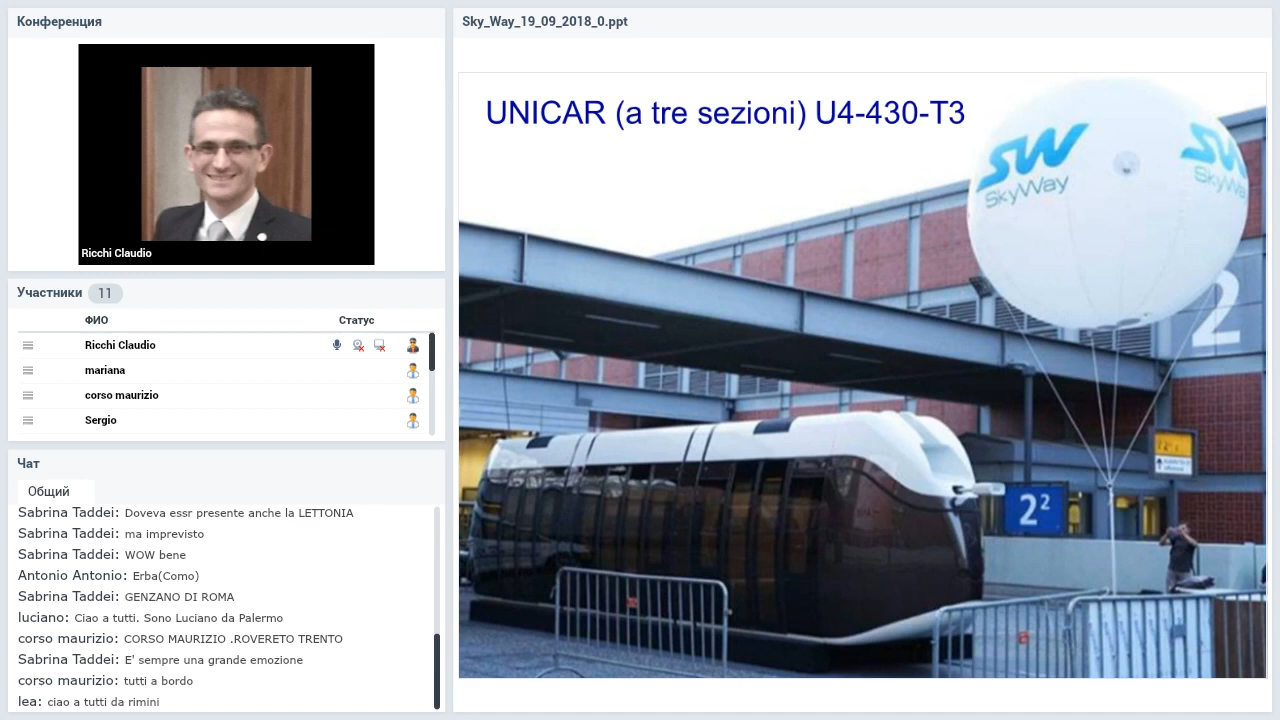 Конференция
Ricchi Claudio
Участники 11
ФИО Статус
Ricchi Claudio
mariana
corso maurizio
Sergio
Чат
Общий
Sabrina Taddei: Doveva essr presente anche la LETTONIA
Sabrina Taddei: ma imprevisto
Sabrina Taddei: WOW bene
Antonio Antonio: Erba(Como)
Sabrina Taddei: GENZANO DI ROMA
luciano: Ciao a tutti. Sono Luciano da Palermo
corso maurizio: CORSO MAURIZIO .ROVERETO TRENTO
Sabrina Taddei: E' sempre una grande emozione
corso maurizio: tutti a bordo
lea: ciao a tutti da rimini
Sky_Way_19_09_2018_0.ppt
UNICAR (a tre sezioni) U4-430-T3
SW
SkyWay
SW
SkyWa
2
2²